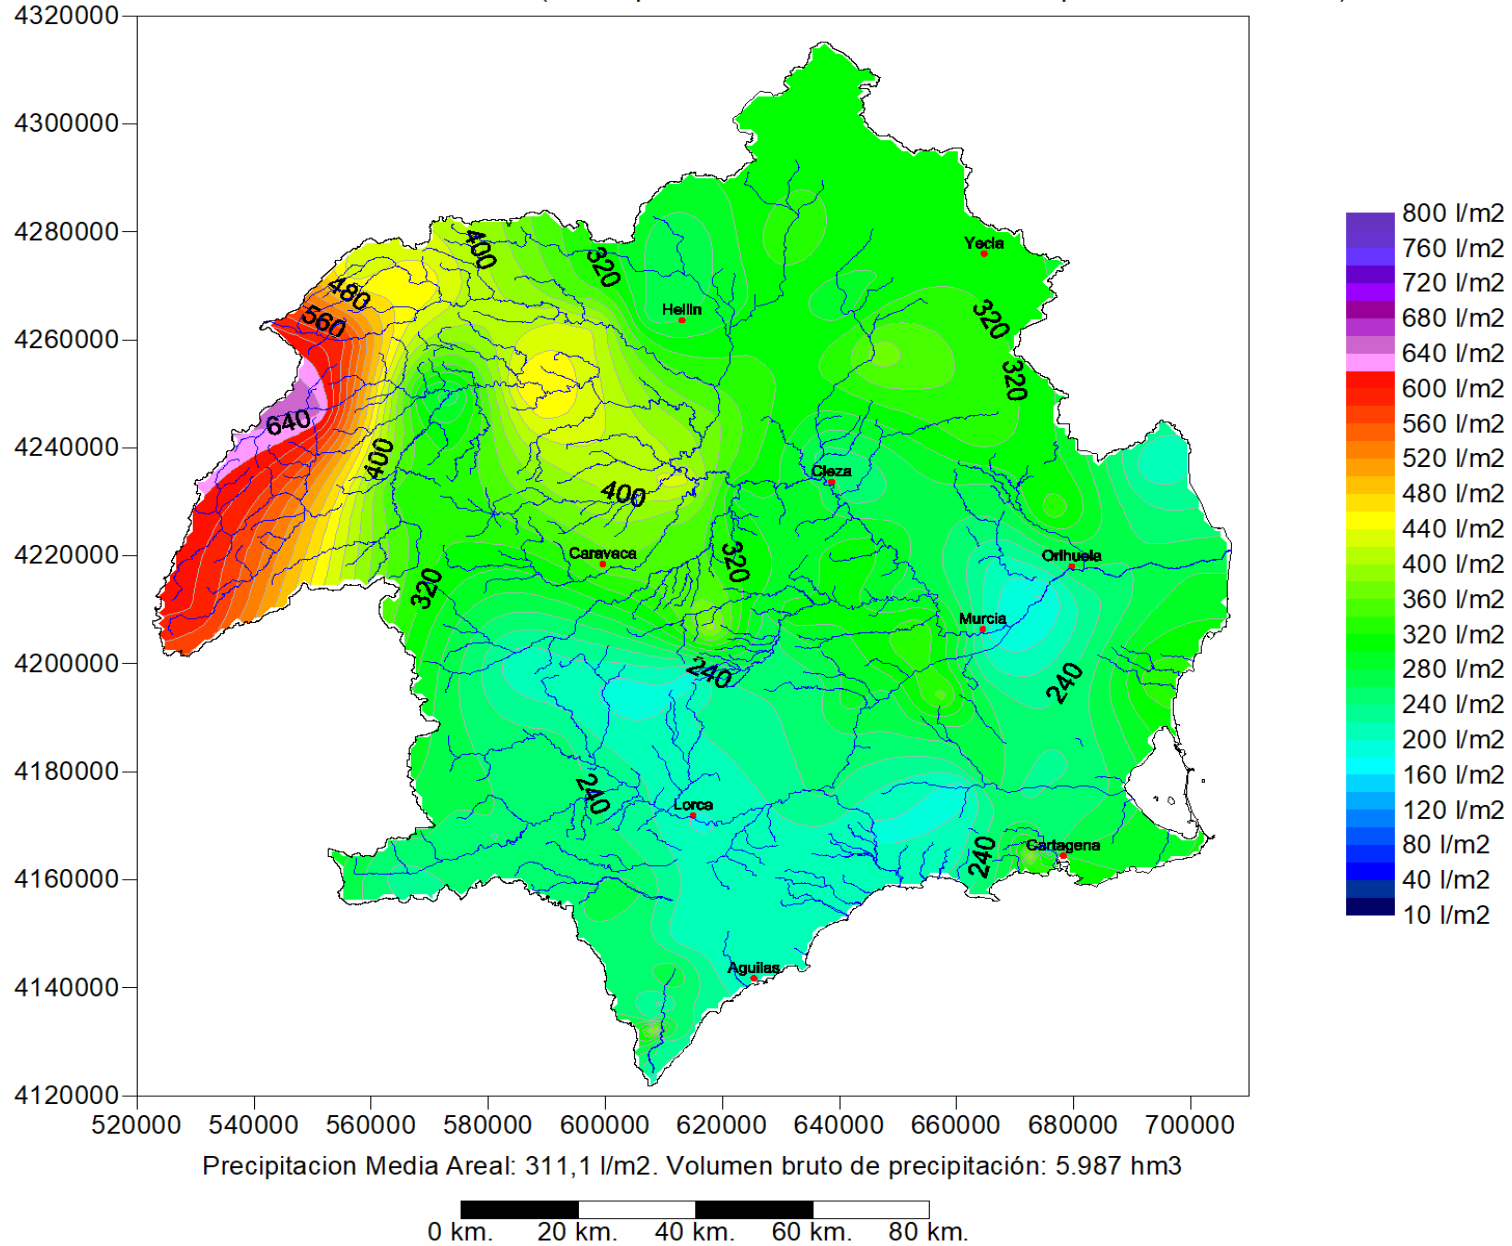 4320000
4300000
4280000
4260000
4240000
4220000
4200000
4180000
4160000
4140000
4120000
520000 540000 560000 580000 600000 620000 640000 660000 680000 700000
400
320
480
560
Yecla
Hellin
320
320
640
400
400
Cieza
Caravaca
320
320
Orihuela
Murcia
240
240
240
Lorca
240
Cartagena
Aguilas
800 l/m2
760 l/m2
720 l/m2
680 l/m2
640 l/m2
600 l/m2
560 l/m2
520 l/m2
480 l/m2
440 l/m2
400 l/m2
360 l/m2
320 l/m2
280 l/m2
240 l/m2
200 l/m2
160 l/m2
120 l/m2
80 l/m2
40 l/m2
10 l/m2
Precipitacion Media Areal: 311,1 l/m2. Volumen bruto de precipitación: 5.987 hm3
0 km. 20 km. 40 km. 60 km. 80 km.